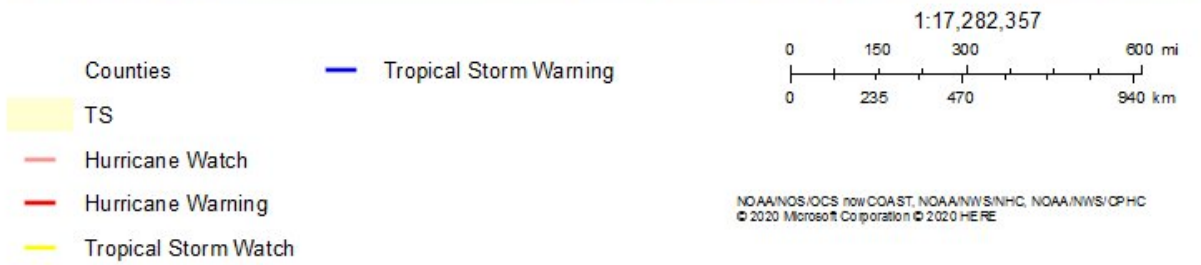 Counties
TS
Hurricane Watch
Hurricane Warning
Tropical Storm Watch
Tropical Storm Warning
1:17,282,357
0 150 300 600 mi
0 235 470 940 km
NOAA/NOS/OCS nowCOAST, NOAA/NWS/NHC, NOAA/NWS/CPHC
© 2020 Microsoft Corporation © 2020 HERE